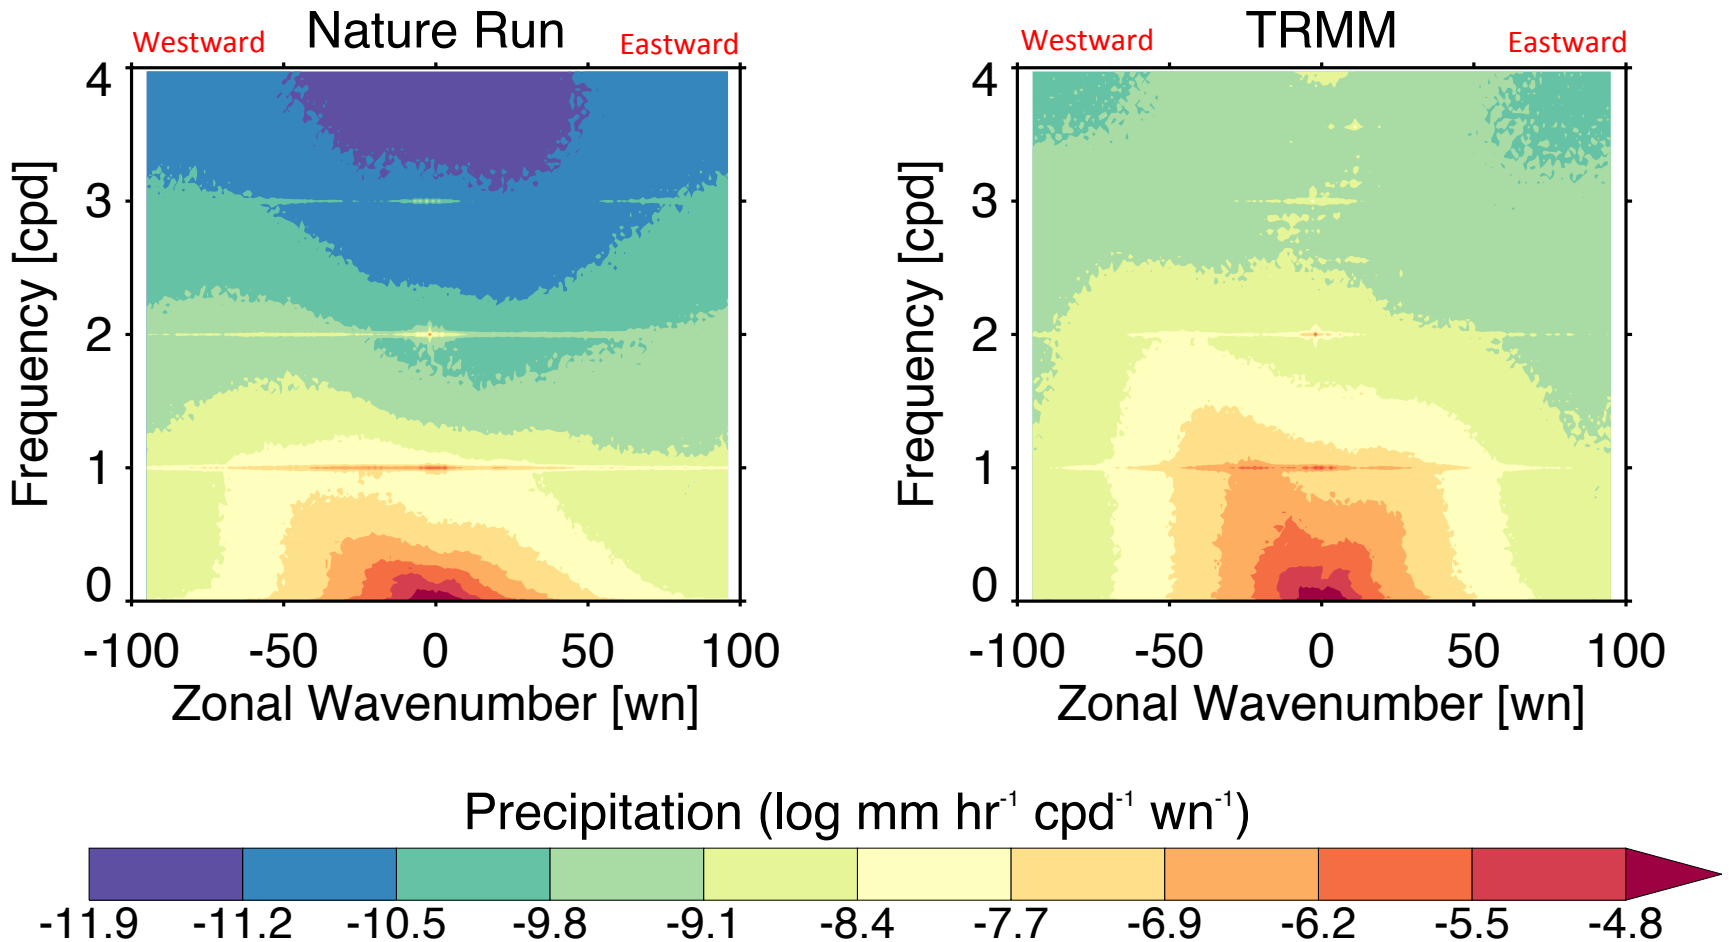 Westward Nature Run Eastward
Westward TRMM Eastward
4
3
2
1
0
Frequency [cpd]
-100 -50 0 50 100
Zonal Wavenumber [wn]
4
3
2
1
0
Frequency [cpd]
-100 -50 0 50 100
Zonal Wavenumber [wn]
Precipitation (log mm hr⁻¹ cpd⁻¹ wn⁻¹)
-11.9 -11.2 -10.5 -9.8 -9.1 -8.4 -7.7 -6.9 -6.2 -5.5 -4.8